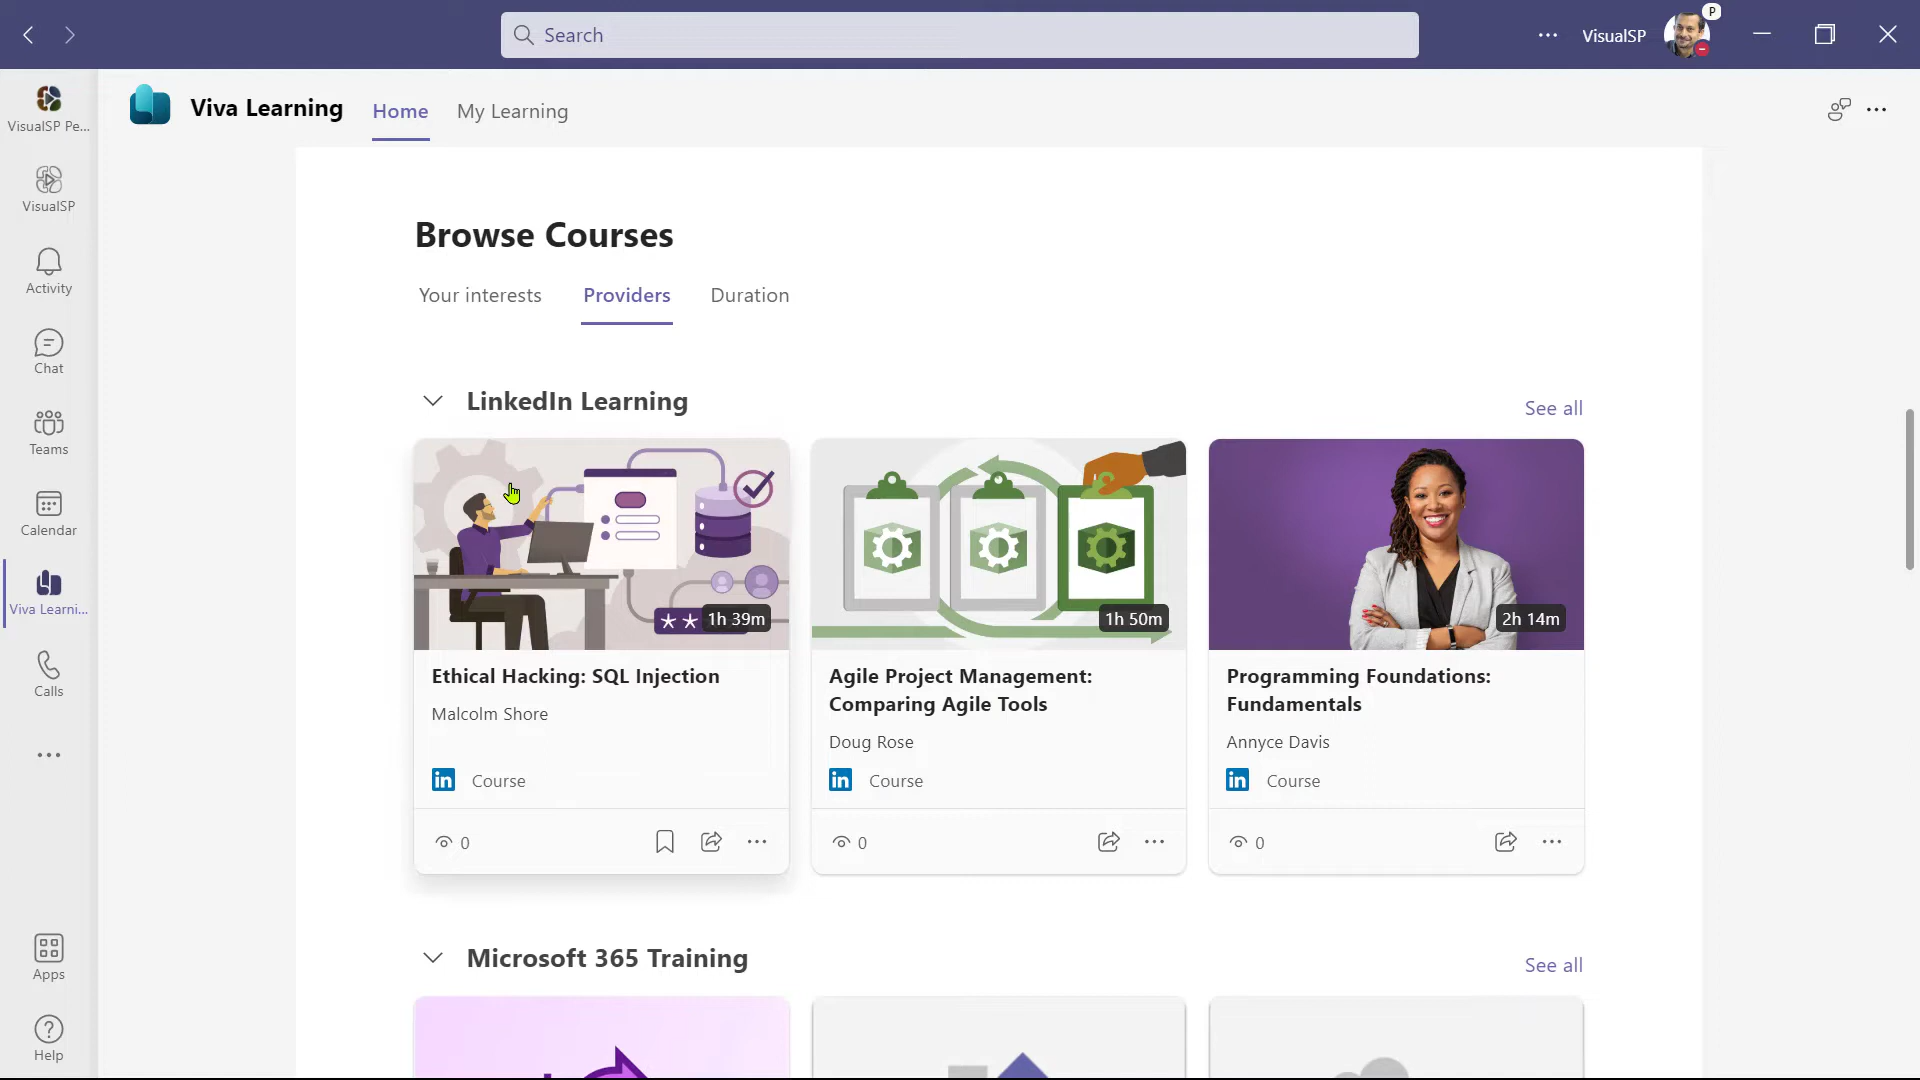 Search
VisualSP
P
VisualSP Pe...
Viva Learning
Home
My Learning
VisualSP
Activity
Chat
Teams
Calendar
Viva Learni...
Calls
Apps
Help
Browse Courses
Your interests
Providers
Duration
LinkedIn Learning
See all
1h 39m
1h 50m
2h 14m
Ethical Hacking: SQL Injection
Malcolm Shore
in Course
0
Agile Project Management:
Comparing Agile Tools
Doug Rose
in Course
0
Programming Foundations:
Fundamentals
Annyce Davis
in Course
0
Microsoft 365 Training
See all